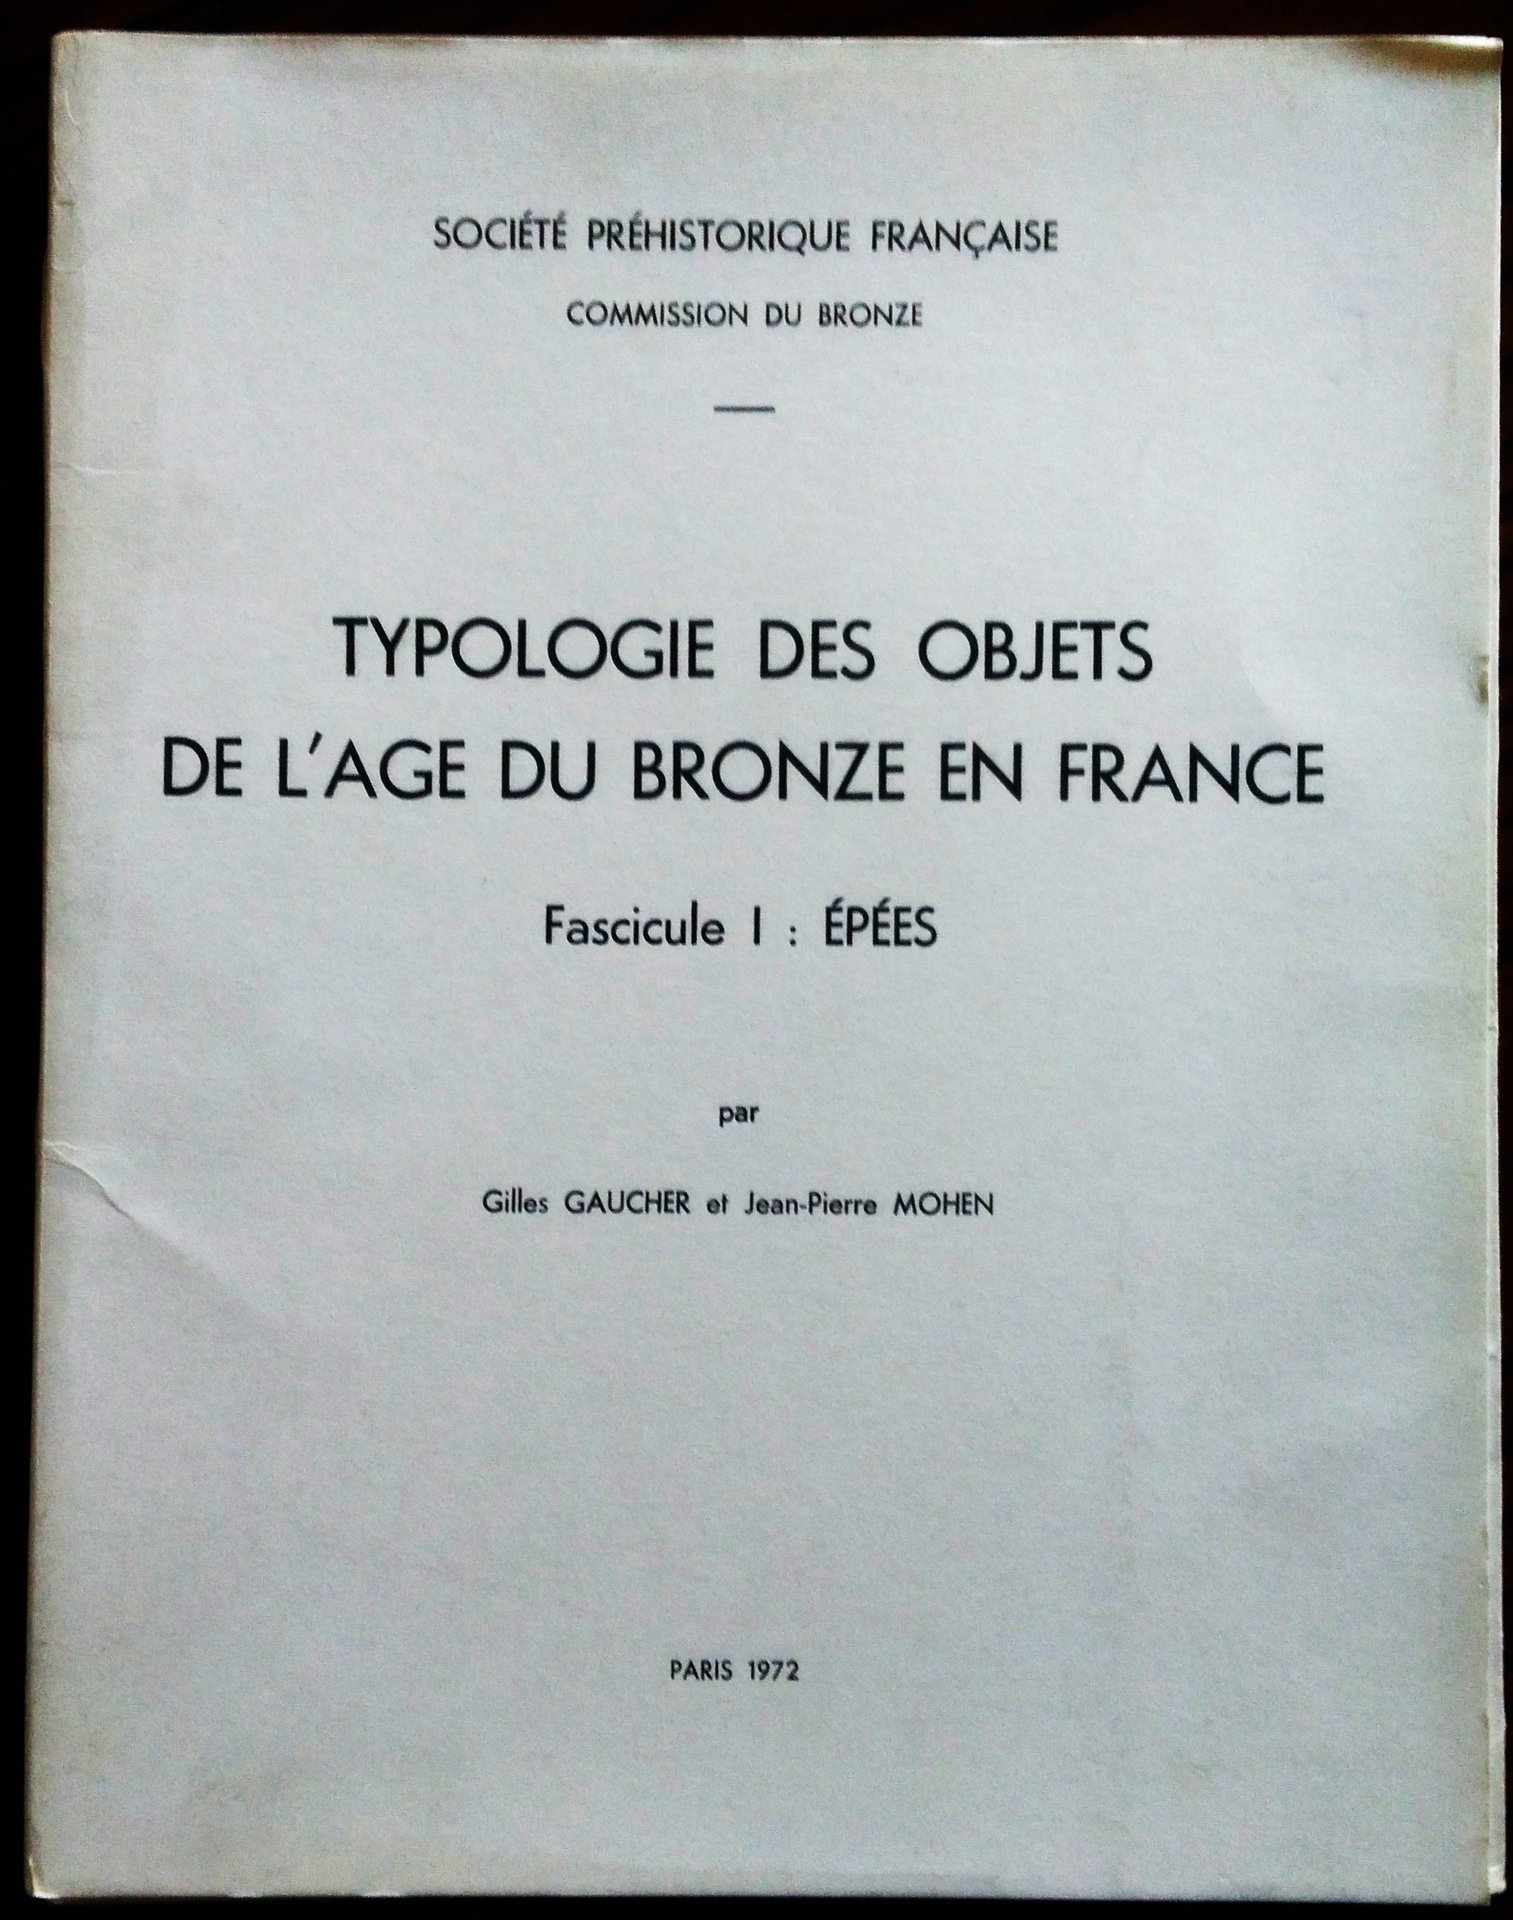 SOCIÉTÉ PRÉHISTORIQUE FRANÇAISE
COMMISSION DU BRONZE
TYPOLOGIE DES OBJETS
DE L'AGE DU BRONZE EN FRANCE
Fascicule I : ÉPÉES
par
Gilles GAUCHER et Jean-Pierre MOHEN
PARIS 1972